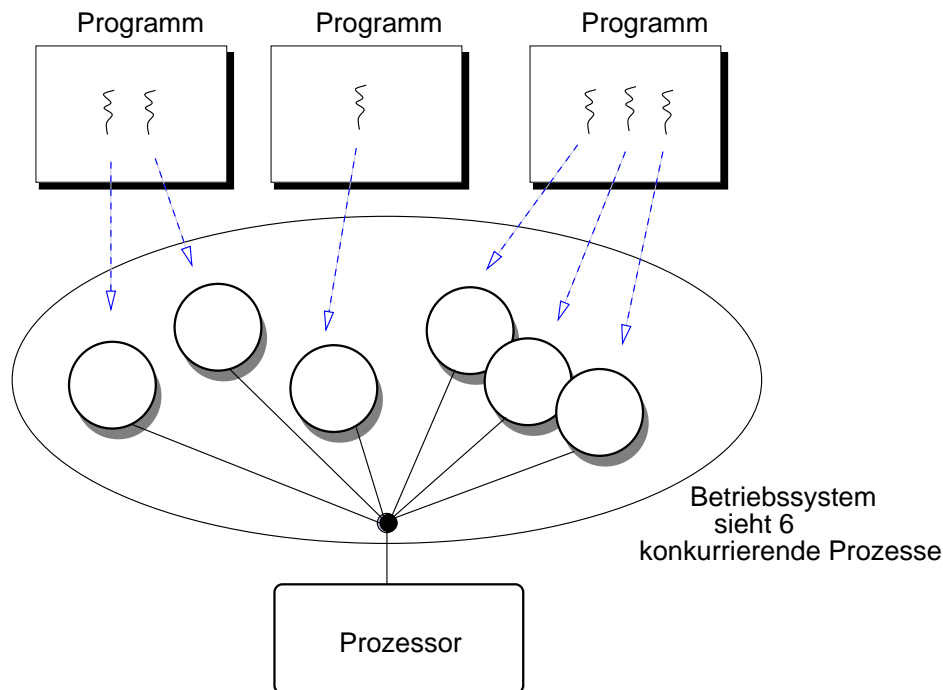 Programm
Programm
Programm
Betriebssystem
sieht 6
konkurrierende Prozesse
Prozessor